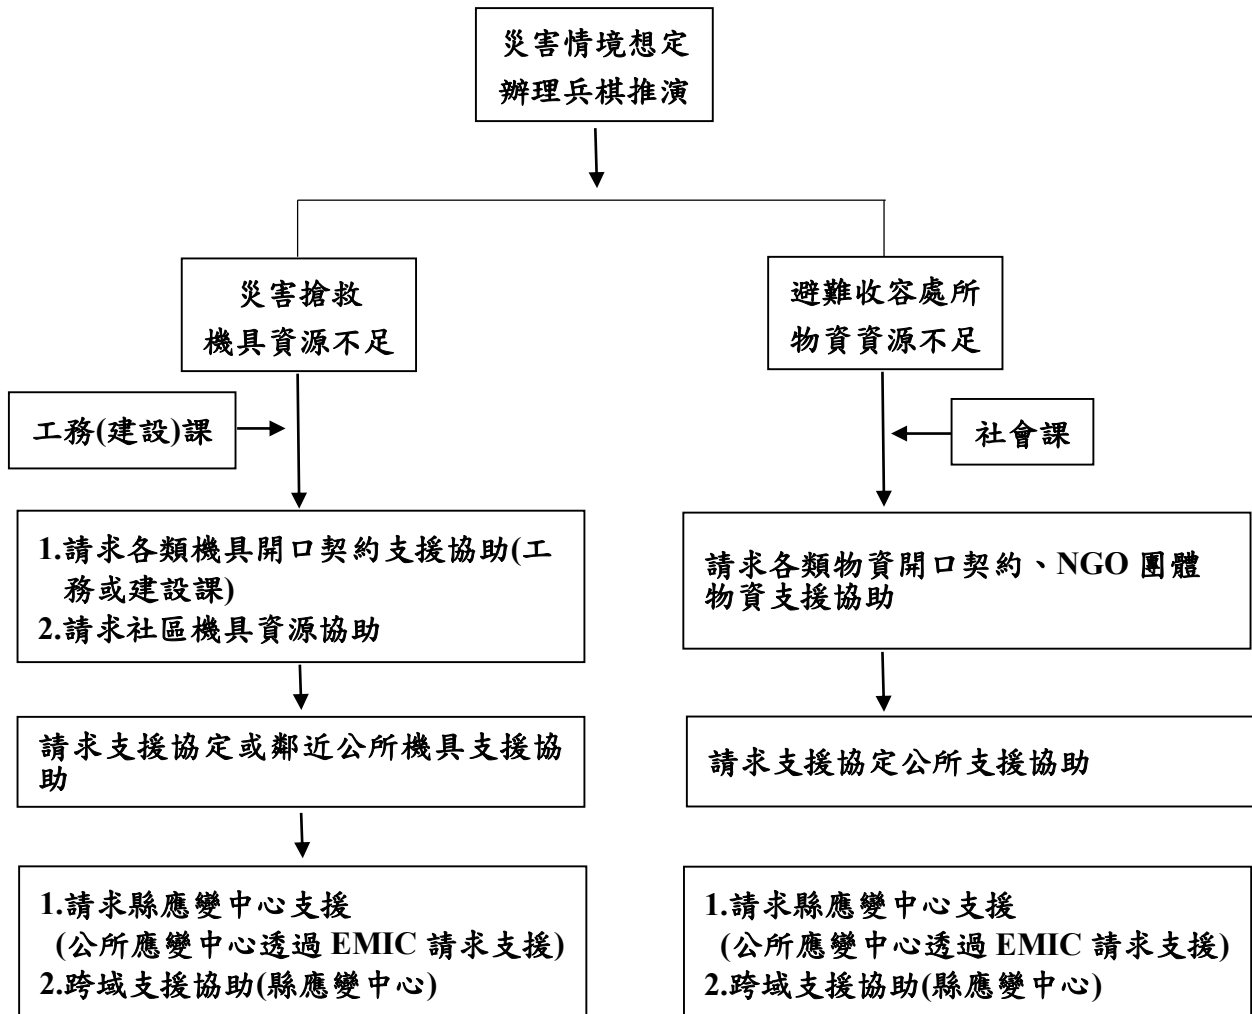 災害情境想定
辦理兵棋推演
災害搶救
機具資源不足
避難收容處所
物資資源不足
工務(建設)課
社會課
1.請求各類機具開口契約支援協助(工
務或建設課)
2.請求社區機具資源協助
請求各類物資開口契約、NGO 團體
物資支援協助
請求支援協定或鄰近公所機具支援協
助
請求支援協定公所支援協助
1.請求縣應變中心支援
(公所應變中心透過 EMIC 請求支援)
2.跨域支援協助(縣應變中心)
1.請求縣應變中心支援
(公所應變中心透過 EMIC 請求支援)
2.跨域支援協助(縣應變中心)